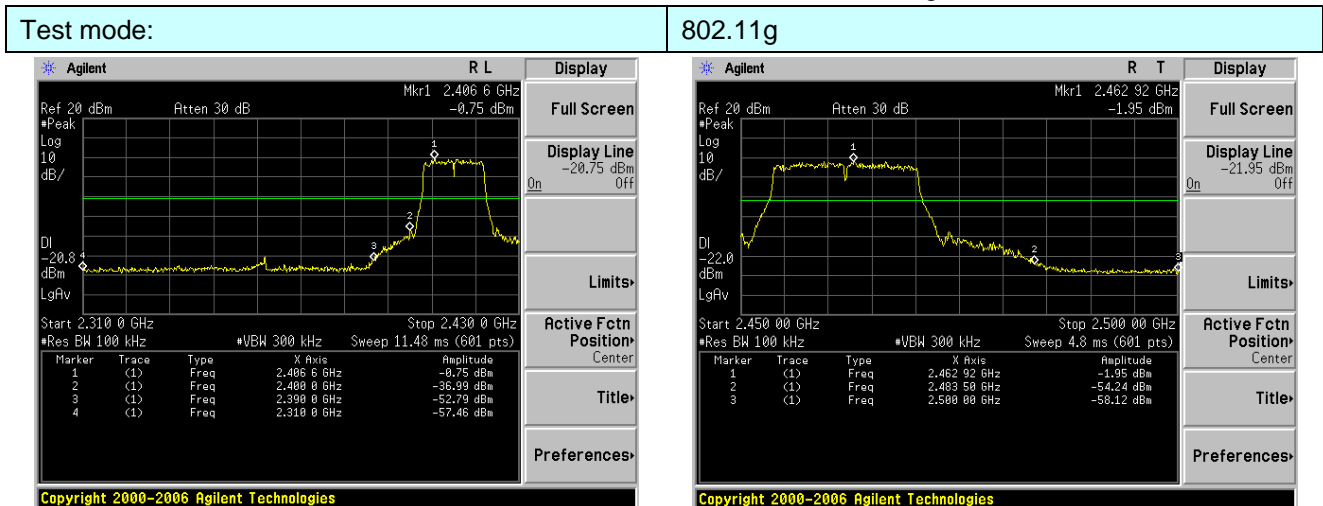 Test mode: 802.11g
Agilent R L Display
Mkr1 2.406 6 GHz
Ref 20 dBm Atten 30 dB -0.75 dBm Full Screen
#Peak
Log
10
dB/
1
2
3
4
Display Line
-20.75 dBm
On Off
DI
-20.8
dBm
LgAv
Limits
Start 2.310 0 GHz Stop 2.430 0 GHz
#Res BW 100 kHz #VBW 300 kHz Sweep 11.48 ms (601 pts)
Active Fctn
Position
Center
Marker Trace Type X Axis Amplitude
1 (1) Freq 2.406 6 GHz -0.75 dBm
2 (1) Freq 2.400 0 GHz -36.99 dBm
3 (1) Freq 2.390 0 GHz -52.79 dBm
4 (1) Freq 2.310 0 GHz -57.46 dBm
Title
Preferences
Copyright 2000-2006 Agilent Technologies
Agilent R T Display
Mkr1 2.462 92 GHz
Ref 20 dBm Atten 30 dB -1.95 dBm Full Screen
#Peak
Log
10
dB/
1
2
3
Display Line
-21.95 dBm
On Off
DI
-22.0
dBm
LgAv
Limits
Start 2.450 00 GHz Stop 2.500 00 GHz
#Res BW 100 kHz #VBW 300 kHz Sweep 4.8 ms (601 pts)
Active Fctn
Position
Center
Marker Trace Type X Axis Amplitude
1 (1) Freq 2.462 92 GHz -1.95 dBm
2 (1) Freq 2.483 50 GHz -54.24 dBm
3 (1) Freq 2.500 00 GHz -58.12 dBm
Title
Preferences
Copyright 2000-2006 Agilent Technologies